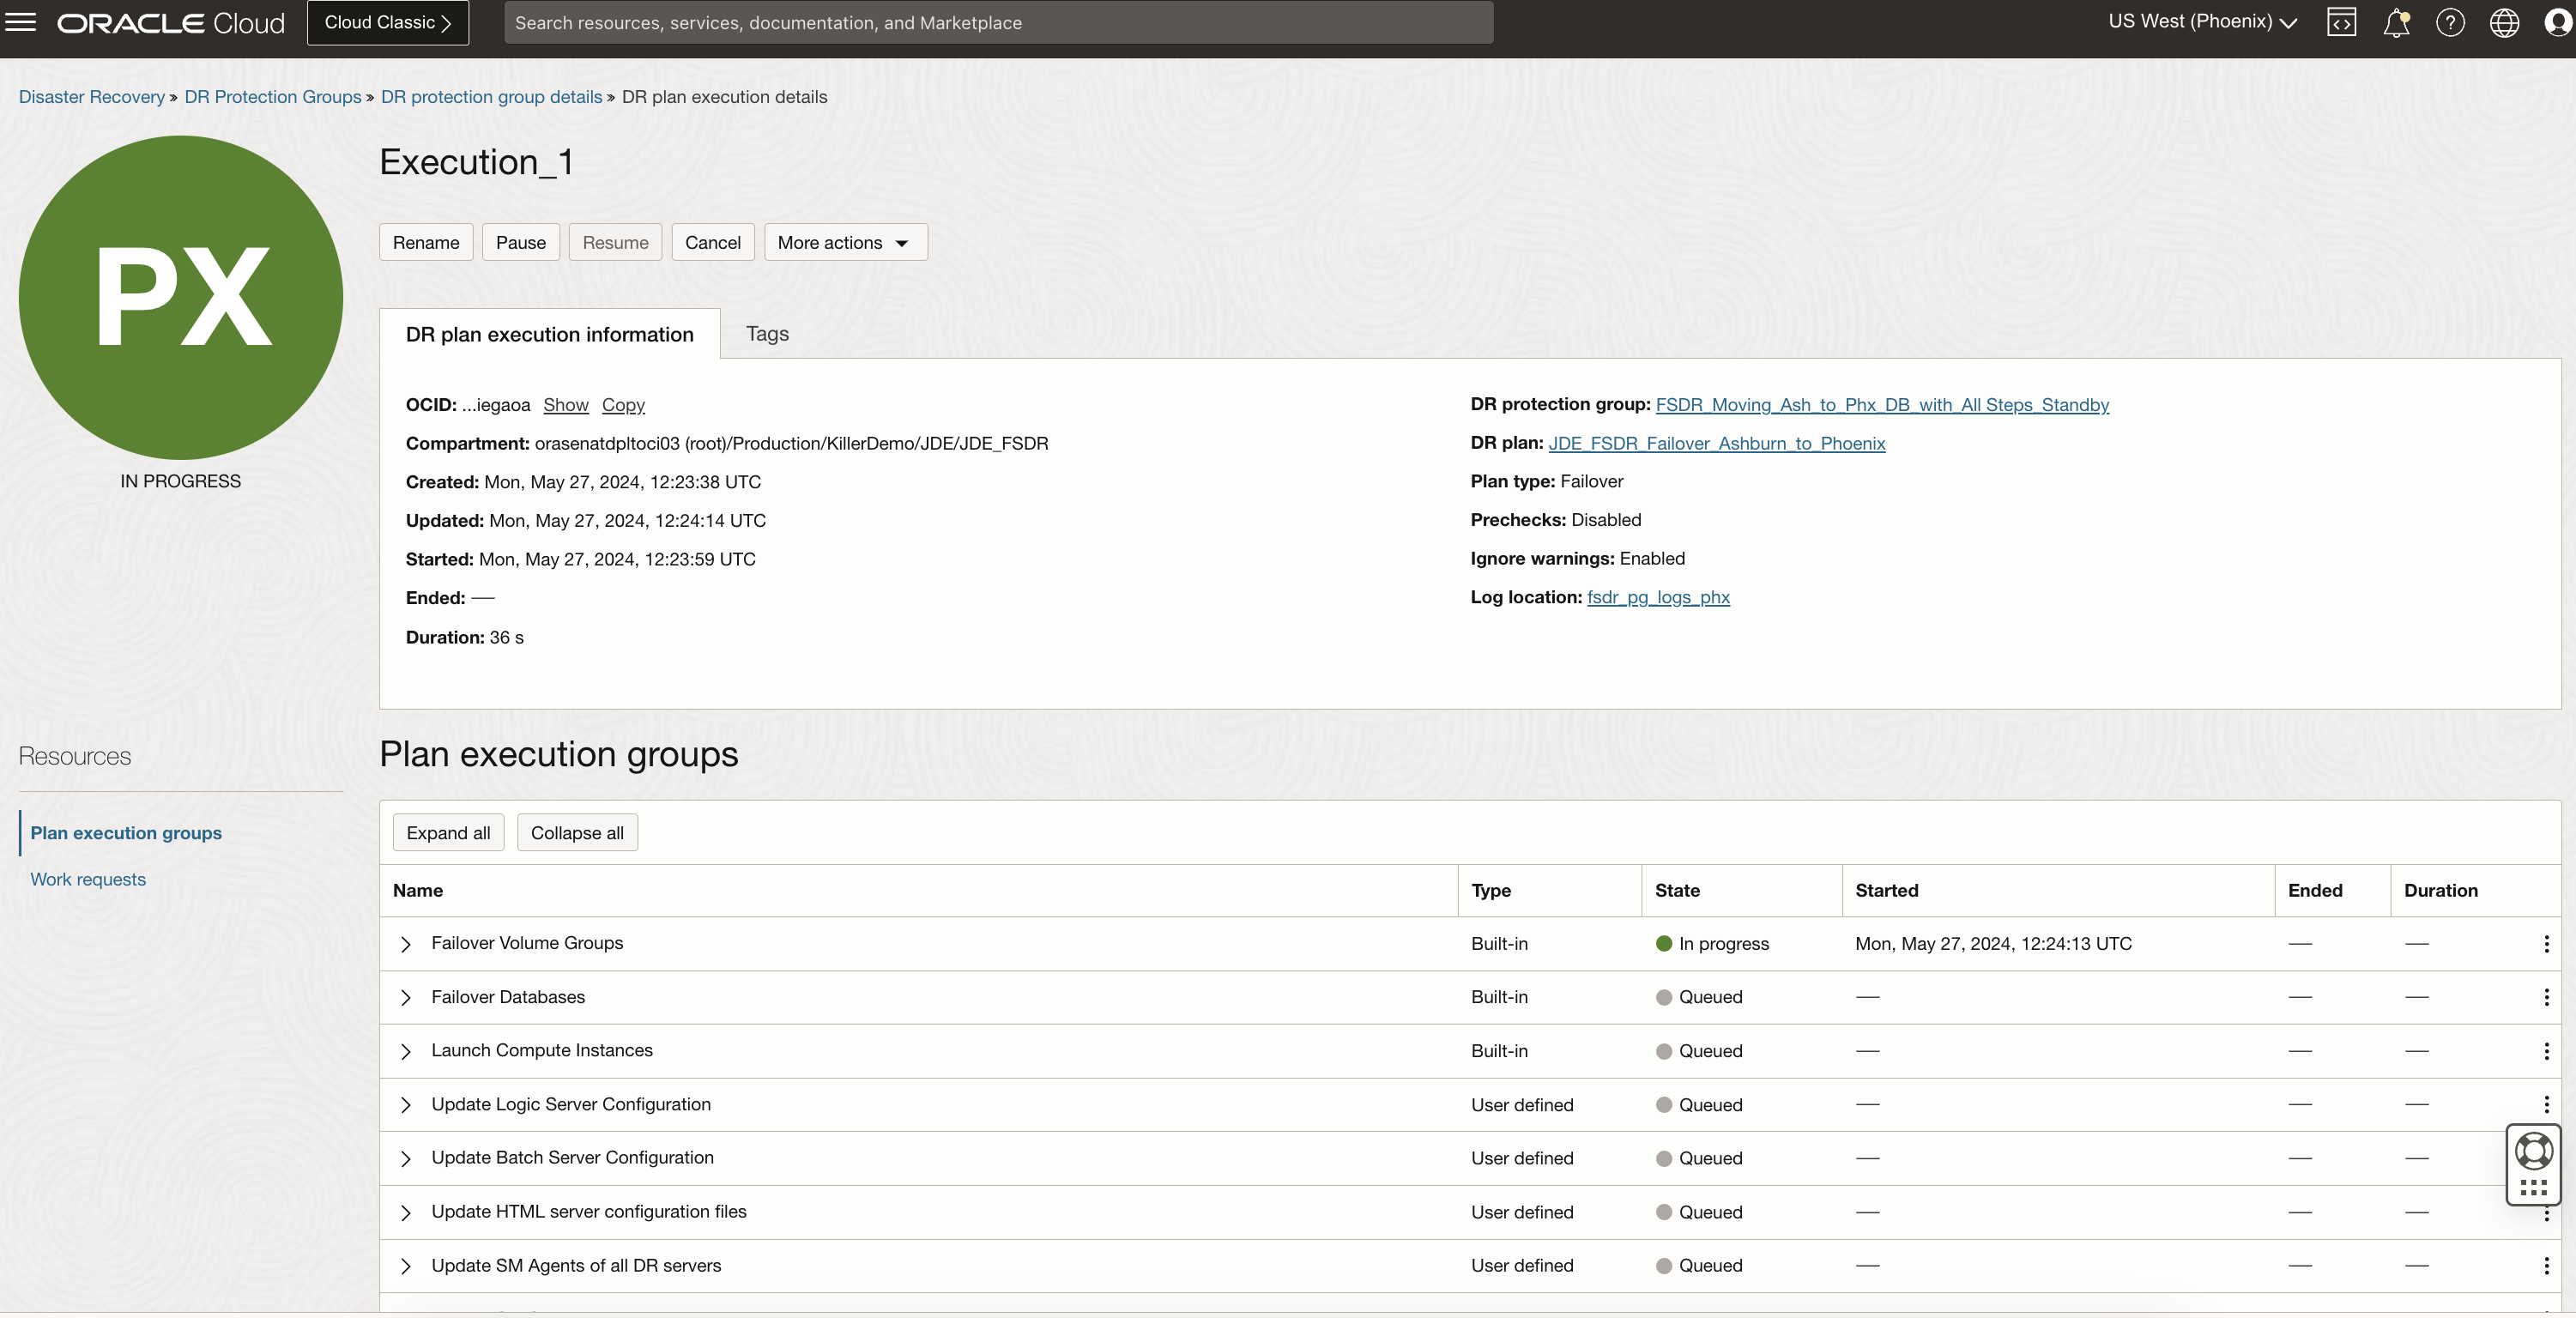 ORACLE Cloud
Cloud Classic
Search resources, services, documentation, and Marketplace
US West (Phoenix)
Disaster Recovery » DR Protection Groups » DR protection group details » DR plan execution details
PX
IN PROGRESS
Execution_1
Rename
Pause
Resume
Cancel
More actions
DR plan execution information
Tags
OCID: ...iegaoa Show Copy
Compartment: orasenatdpltoci03 (root)/Production/KillerDemo/JDE/JDE_FSDR
Created: Mon, May 27, 2024, 12:23:38 UTC
Updated: Mon, May 27, 2024, 12:24:14 UTC
Started: Mon, May 27, 2024, 12:23:59 UTC
Ended: —
Duration: 36 s
DR protection group: FSDR_Moving_Ash_to_Phx_DB_with_All Steps_Standby
DR plan: JDE_FSDR_Failover_Ashburn_to_Phoenix
Plan type: Failover
Prechecks: Disabled
Ignore warnings: Enabled
Log location: fsdr_pg_logs_phx
Resources
Plan execution groups
Work requests
Plan execution groups
Expand all
Collapse all
Name Type State Started Ended Duration
Failover Volume Groups Built-in In progress Mon, May 27, 2024, 12:24:13 UTC — —
Failover Databases Built-in Queued — — —
Launch Compute Instances Built-in Queued — — —
Update Logic Server Configuration User defined Queued — — —
Update Batch Server Configuration User defined Queued — — —
Update HTML server configuration files User defined Queued — — —
Update SM Agents of all DR servers User defined Queued — — —